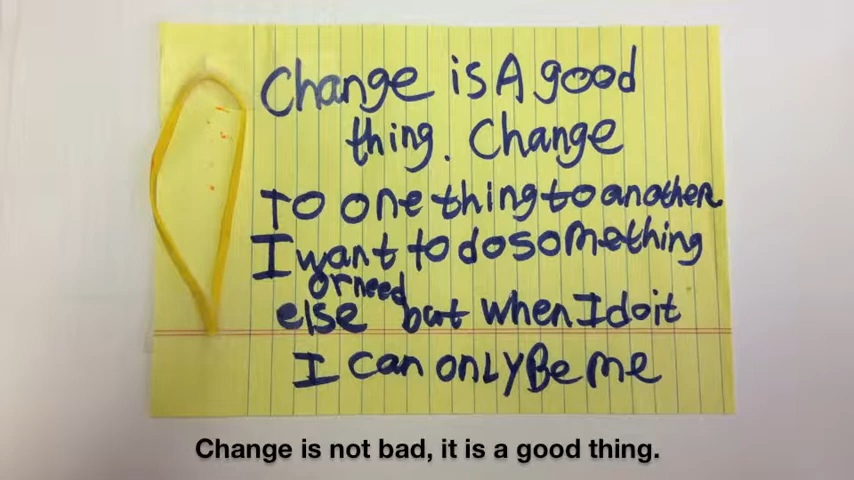 Change is A good
thing. Change
To one thing to another
I want to do something
or need
else but when I do it
I can only Be me
Change is not bad, it is a good thing.